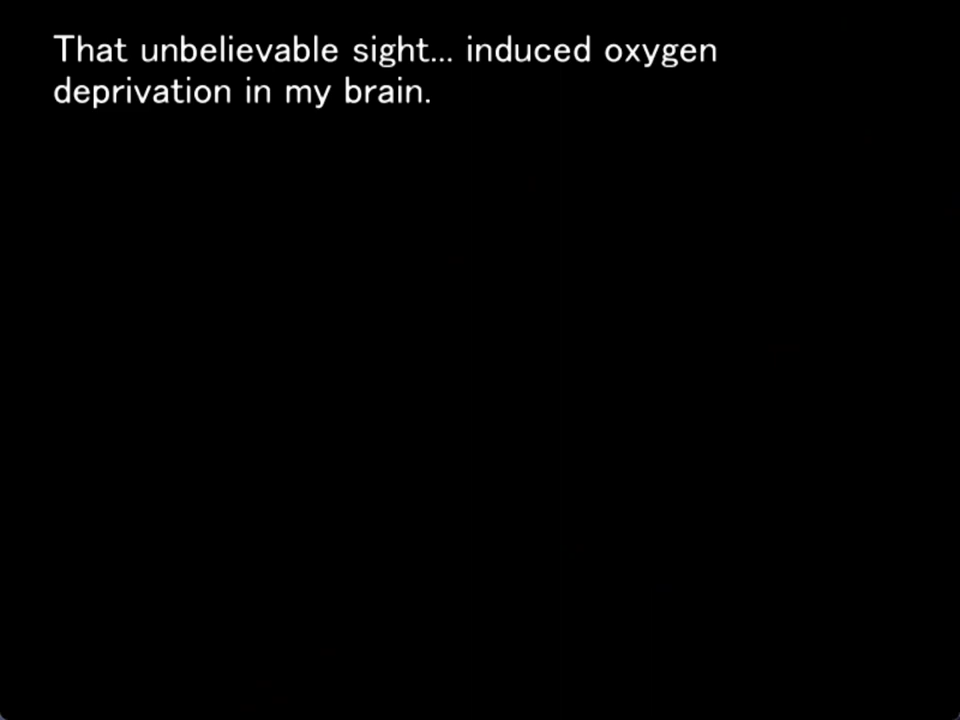 That unbelievable sight... induced oxygen
deprivation in my brain.